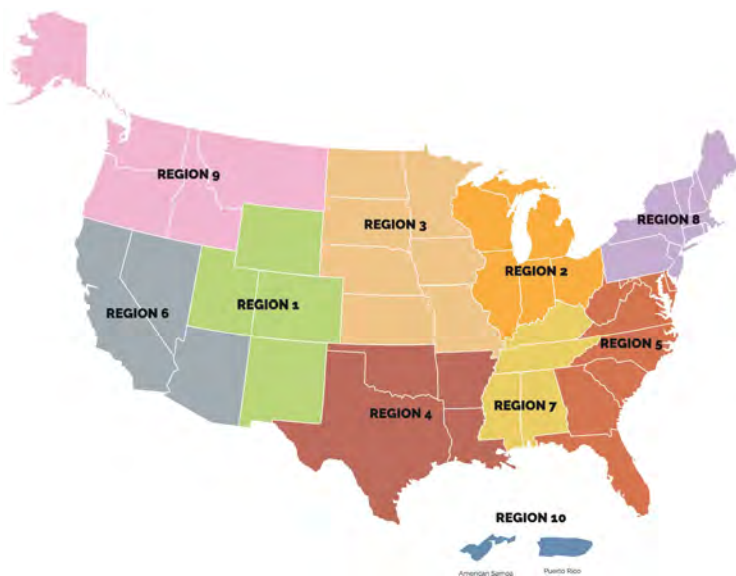 REGION 9
REGION 3
REGION 8
REGION 2
REGION 6
REGION 1
REGION 5
REGION 4
REGION 7
REGION 10
American Samoa
Puerto Rico